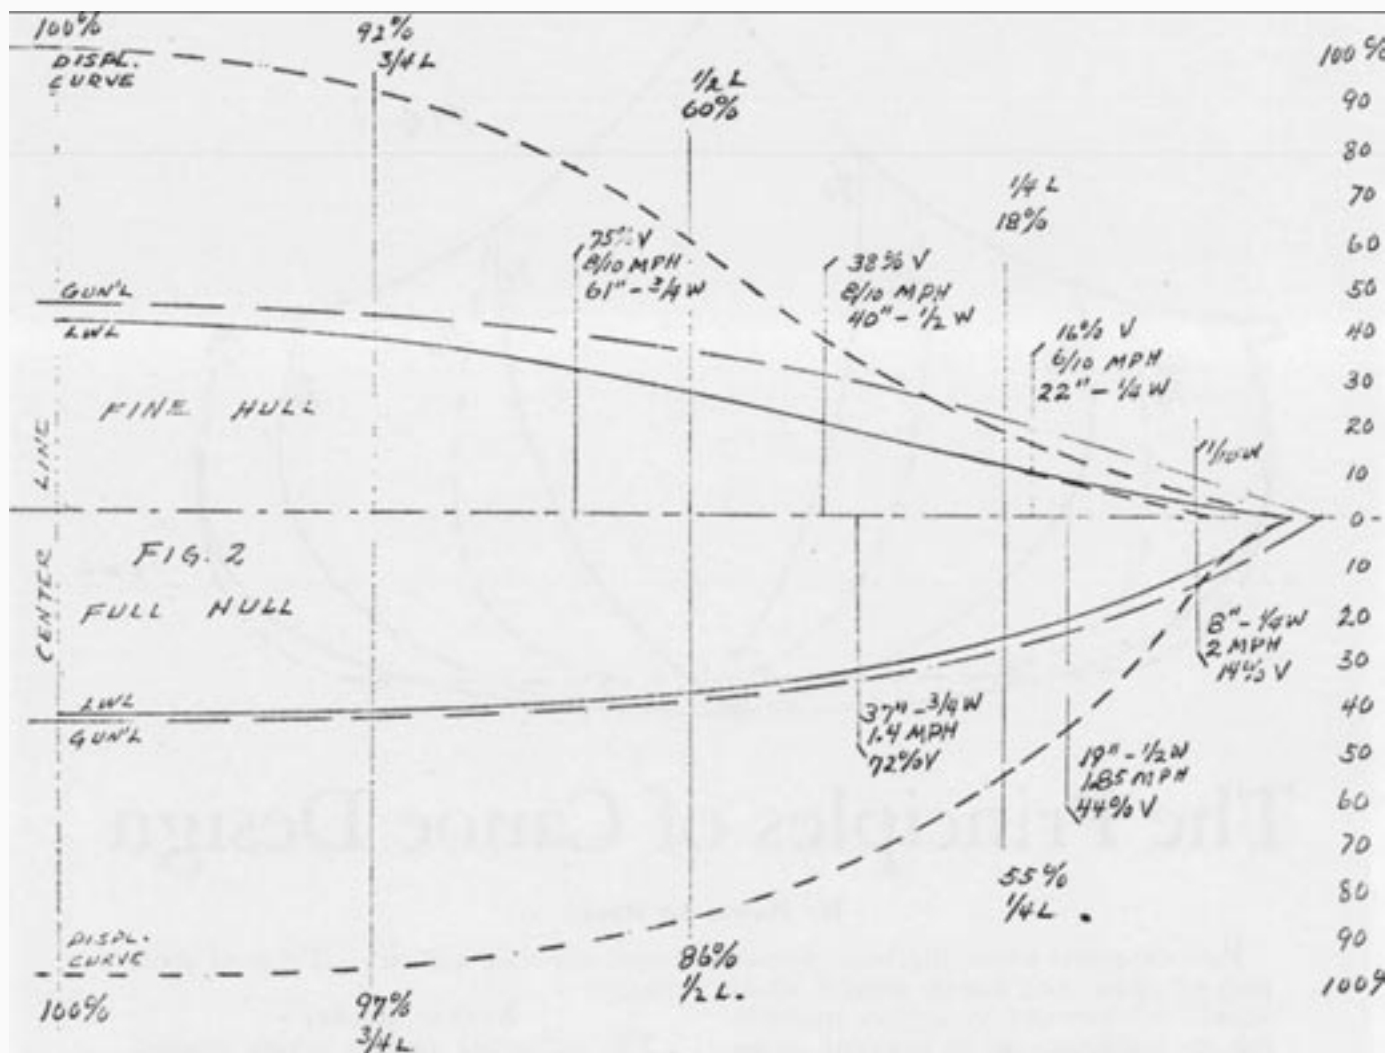 100%
DISPL.
CURVE
92%
3/4 L
1/2 L
60%
1/4 L
18%
100%
90
80
70
60
50
40
30
20
10
0
10
20
30
40
50
60
70
80
90
100%
75% V
8/10 MPH
61" - 3/4 W
38% V
8/10 MPH
40" - 1/2 W
16% V
6/10 MPH
22" - 1/4 W
GUN'L
LWL
FINE HULL
CENTER LINE
FIG. 2
FULL HULL
LWL
GUN'L
8" - 1/4 W
2 MPH
14% V
37" - 3/4 W
1.4 MPH
72% V
19" - 1/2 W
1.85 MPH
44% V
55%
1/4 L.
DISPL.
CURVE
100%
97%
3/4 L
86%
1/2 L.
The Principles of Canoe Design